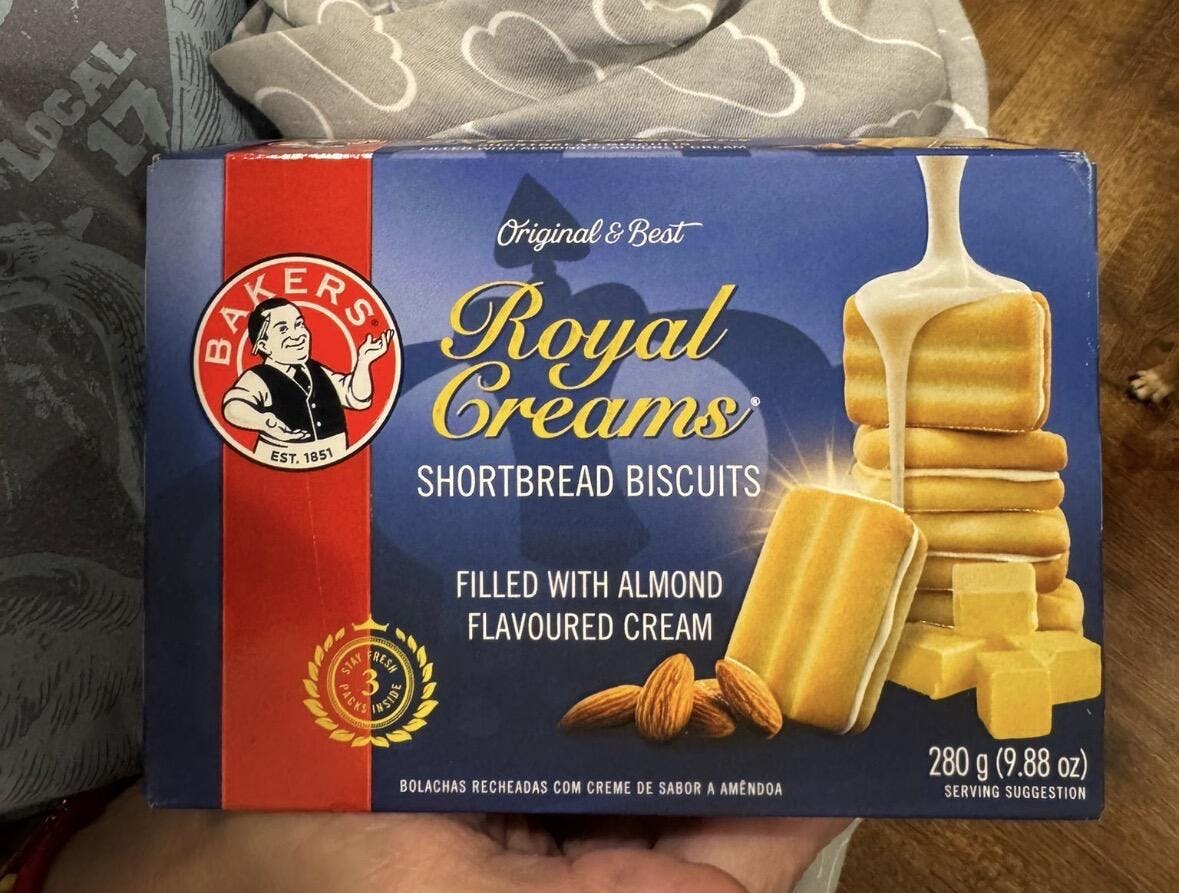 LOCAL
17
Original & Best
BAKERS®
EST. 1851
Royal
Creams®
SHORTBREAD BISCUITS
FILLED WITH ALMOND
FLAVOURED CREAM
STAY FRESH
3
PACKS INSIDE
BOLACHAS RECHEADAS COM CREME DE SABOR A AMÊNDOA
280 g (9.88 oz)
SERVING SUGGESTION